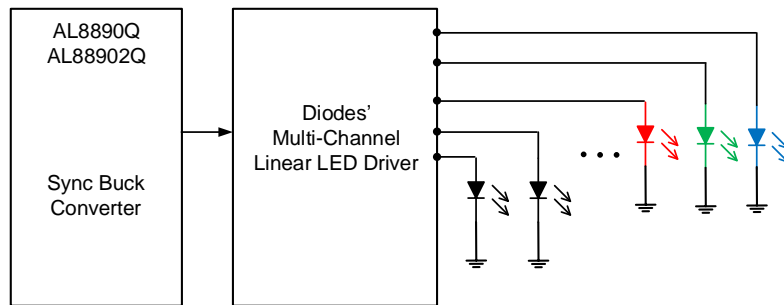 AL8890Q
AL88902Q
Sync Buck
Converter
Diodes'
Multi-Channel
Linear LED Driver